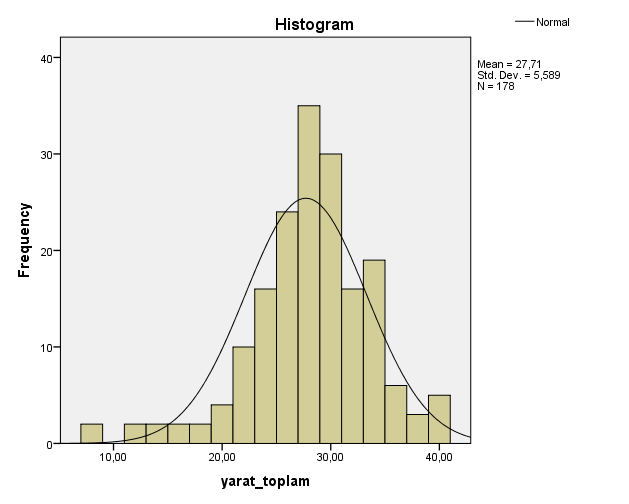 Histogram
Normal
Mean = 27,71
Std. Dev. = 5,589
N = 178
Frequency
40
30
20
10
0
10,00 20,00 30,00 40,00
yarat_toplam